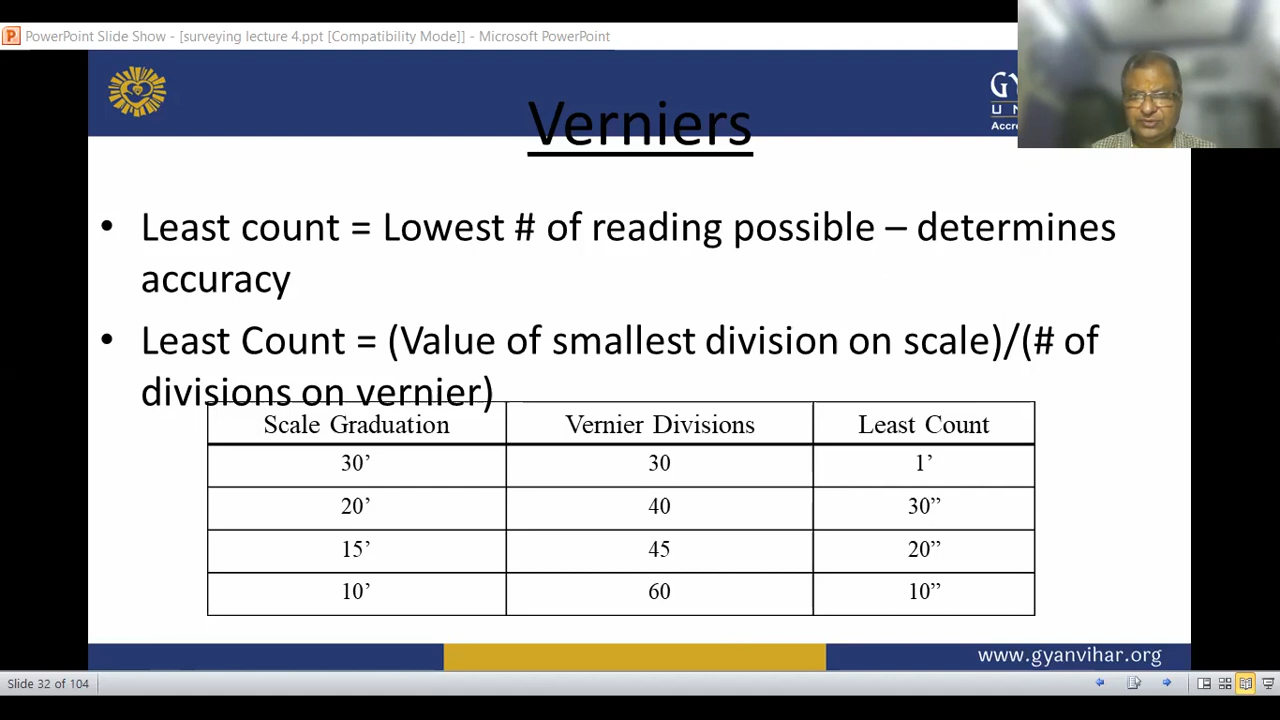 PowerPoint Slide Show - [surveying lecture 4.ppt [Compatibility Mode]] - Microsoft PowerPoint
Verniers
Accr
• Least count = Lowest # of reading possible – determines
accuracy
• Least Count = (Value of smallest division on scale)/(# of
divisions on vernier)
Scale Graduation Vernier Divisions Least Count
30’ 30 1’
20’ 40 30”
15’ 45 20”
10’ 60 10”
www.gyanvihar.org
Slide 32 of 104